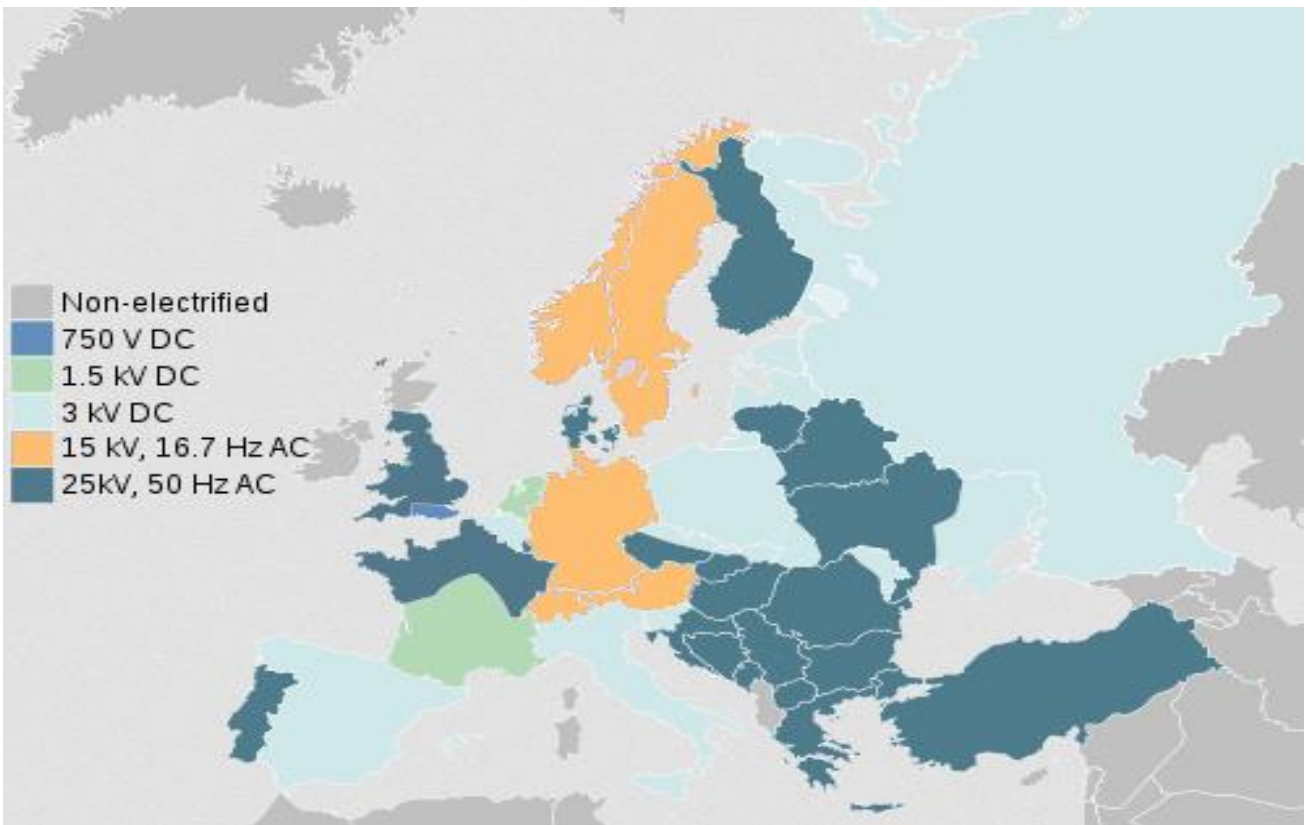 Non-electrified
750 V DC
1.5 kV DC
3 kV DC
15 kV, 16.7 Hz AC
25kV, 50 Hz AC